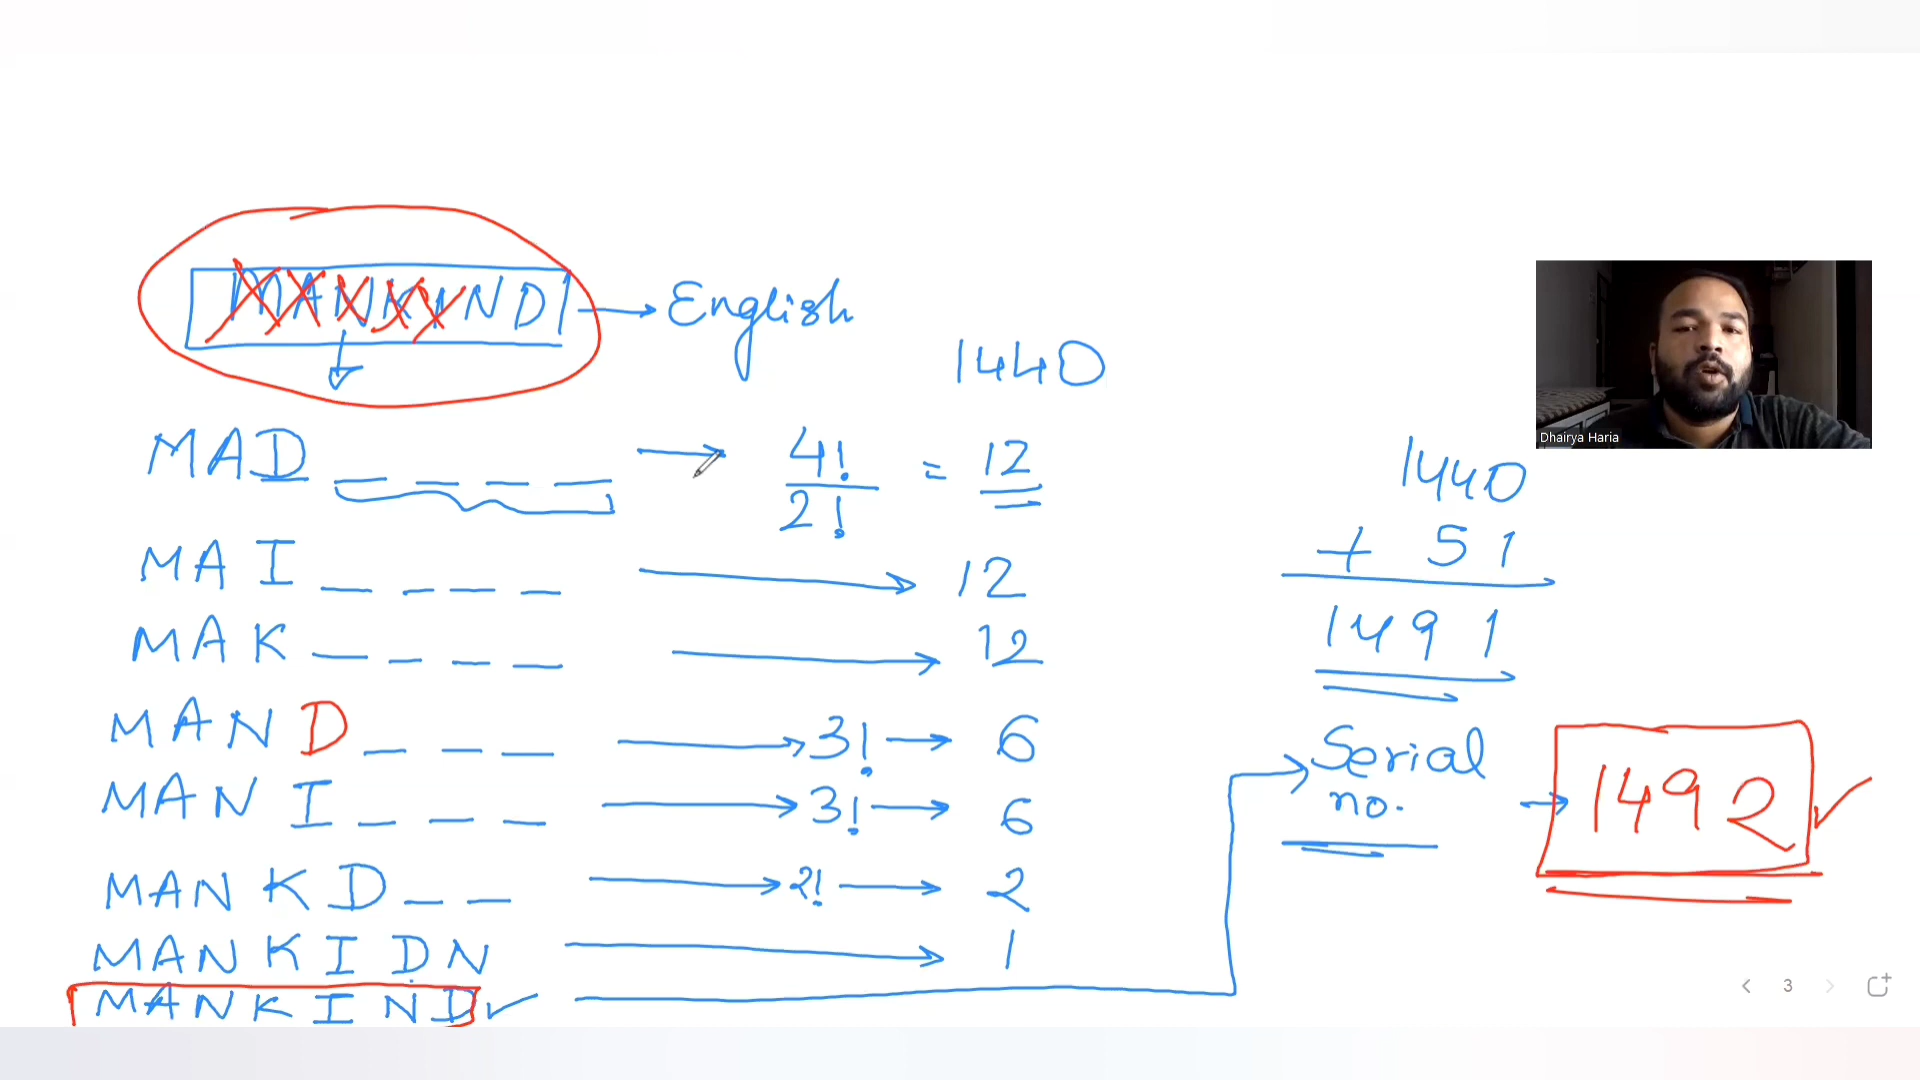 MANKIND → English
1440
MAD _ _ _ _ → 4!/2! = 12
MAI _ _ _ _ → 12
MAK _ _ _ _ → 12
MAND _ _ _ → 3! → 6
MANI _ _ _ → 3! → 6
MANKD _ _ → 2! → 2
MANKIDN → 1
MANKIND ✓
Dhairya Haria
1440
+ 51
1491
Serial
no. → 1492 ✓
3